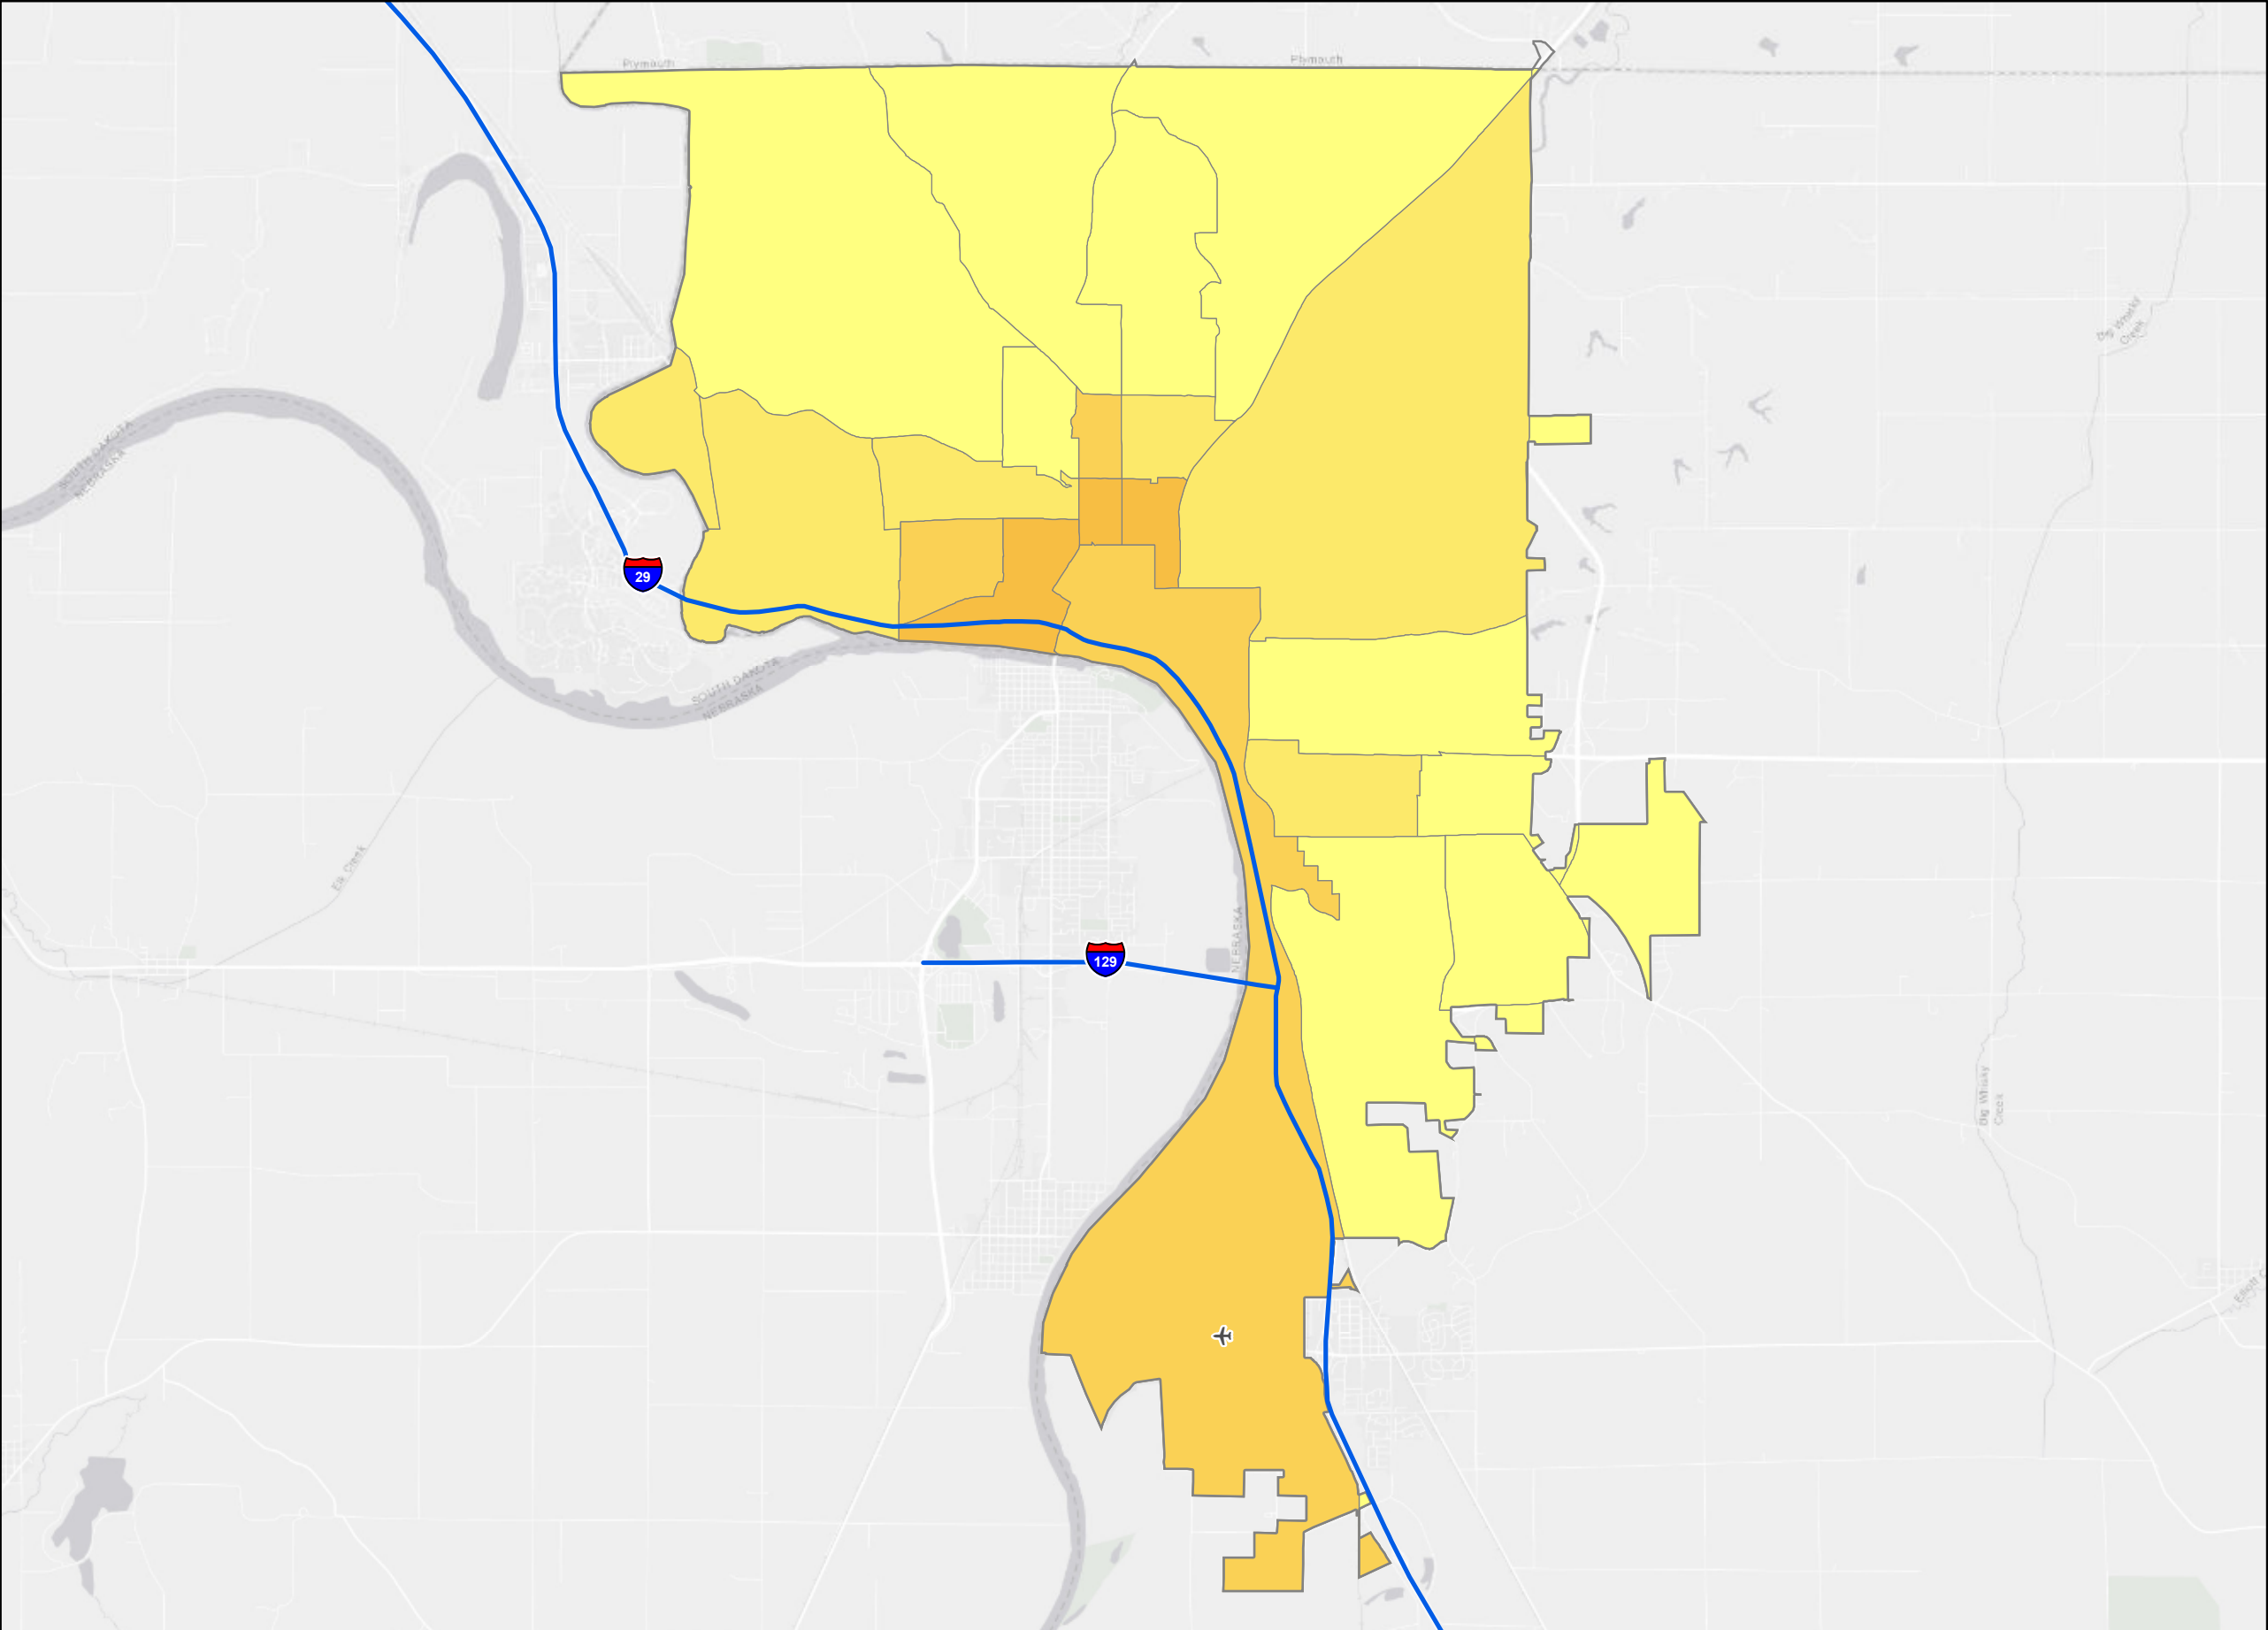 Plymouth
Plymouth
Big Whisky
Creek
SOUTH DAKOTA
NEBRASKA
29
SOUTH DAKOTA
NEBRASKA
Elk Creek
NEBRASKA
129
Big Whisky
Creek